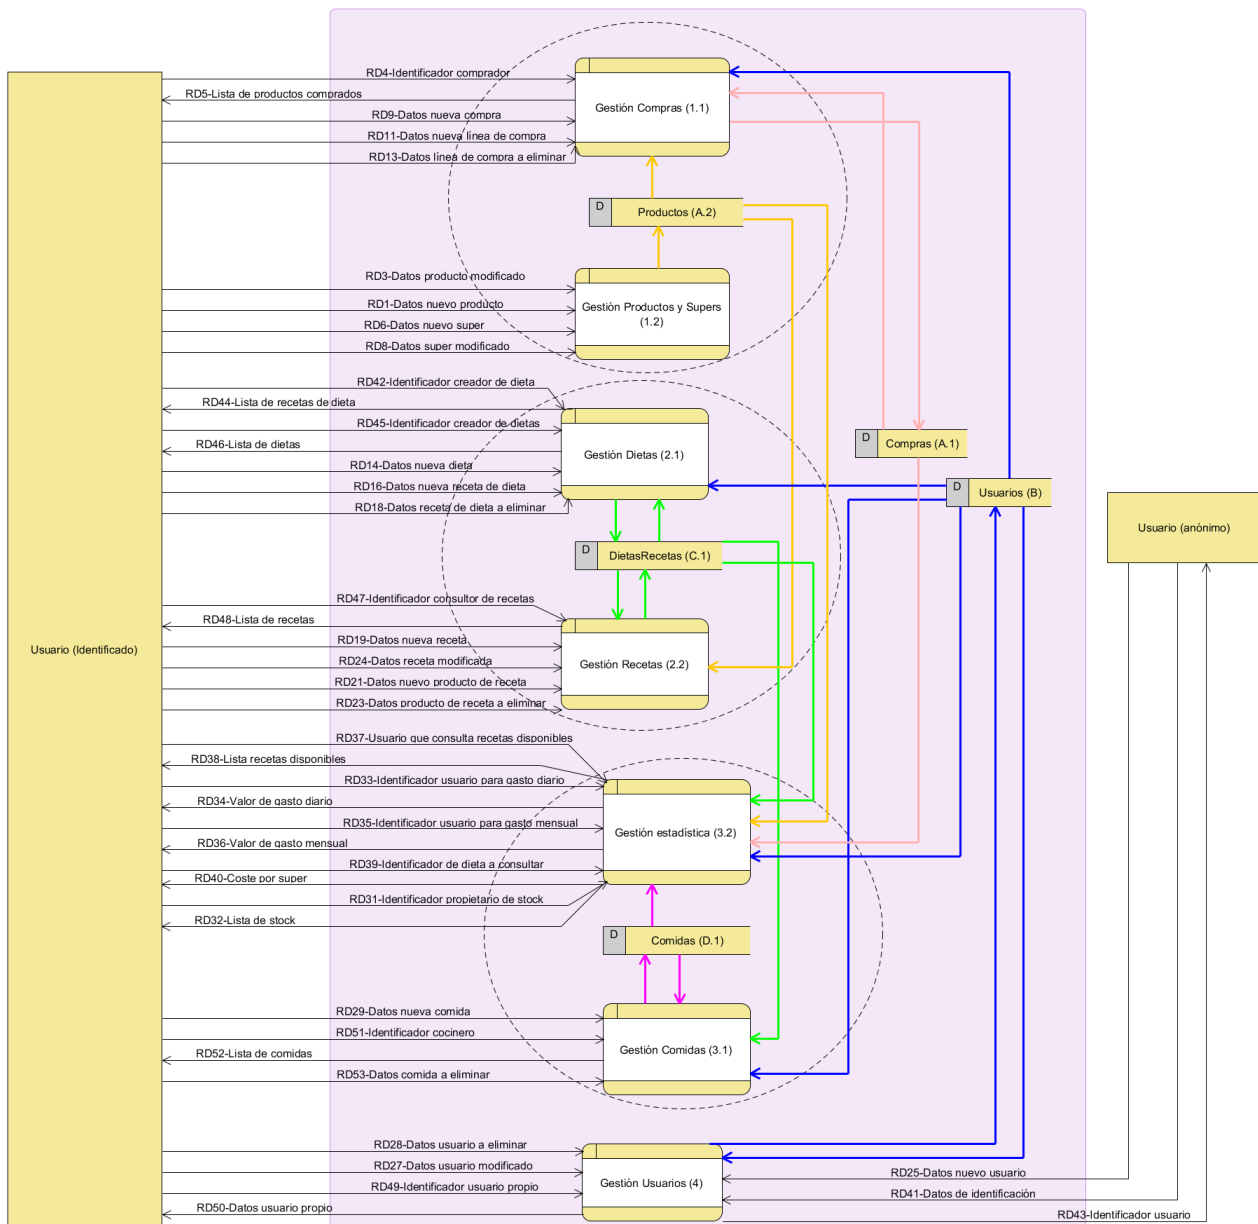 RD4-Identificador comprador
RD5-Lista de productos comprados
RD9-Datos nueva compra
RD11-Datos nueva línea de compra
RD13-Datos línea de compra a eliminar
Gestión Compras (1.1)
D
Productos (A.2)
RD3-Datos producto modificado
RD1-Datos nuevo producto
RD6-Datos nuevo super
RD8-Datos super modificado
Gestión Productos y Supers
(1.2)
RD42-Identificador creador de dieta
RD44-Lista de recetas de dieta
RD45-Identificador creador de dietas
RD46-Lista de dietas
RD14-Datos nueva dieta
RD16-Datos nueva receta de dieta
RD18-Datos receta de dieta a eliminar
Gestión Dietas (2.1)
D
Compras (A.1)
D
Usuarios (B)
Usuario (anónimo)
D
DietasRecetas (C.1)
RD47-Identificador consultor de recetas
RD48-Lista de recetas
RD19-Datos nueva receta
RD24-Datos receta modificada
RD21-Datos nuevo producto de receta
RD23-Datos producto de receta a eliminar
Gestión Recetas (2.2)
Usuario (Identificado)
RD37-Usuario que consulta recetas disponibles
RD38-Lista recetas disponibles
RD33-Identificador usuario para gasto diario
RD34-Valor de gasto diario
RD35-Identificador usuario para gasto mensual
RD36-Valor de gasto mensual
RD39-Identificador de dieta a consultar
RD40-Coste por super
RD31-Identificador propietario de stock
RD32-Lista de stock
Gestión estadística (3.2)
D
Comidas (D.1)
RD29-Datos nueva comida
RD51-Identificador cocinero
RD52-Lista de comidas
RD53-Datos comida a eliminar
Gestión Comidas (3.1)
RD28-Datos usuario a eliminar
RD27-Datos usuario modificado
RD49-Identificador usuario propio
RD50-Datos usuario propio
Gestión Usuarios (4)
RD25-Datos nuevo usuario
RD41-Datos de identificación
RD43-Identificador usuario